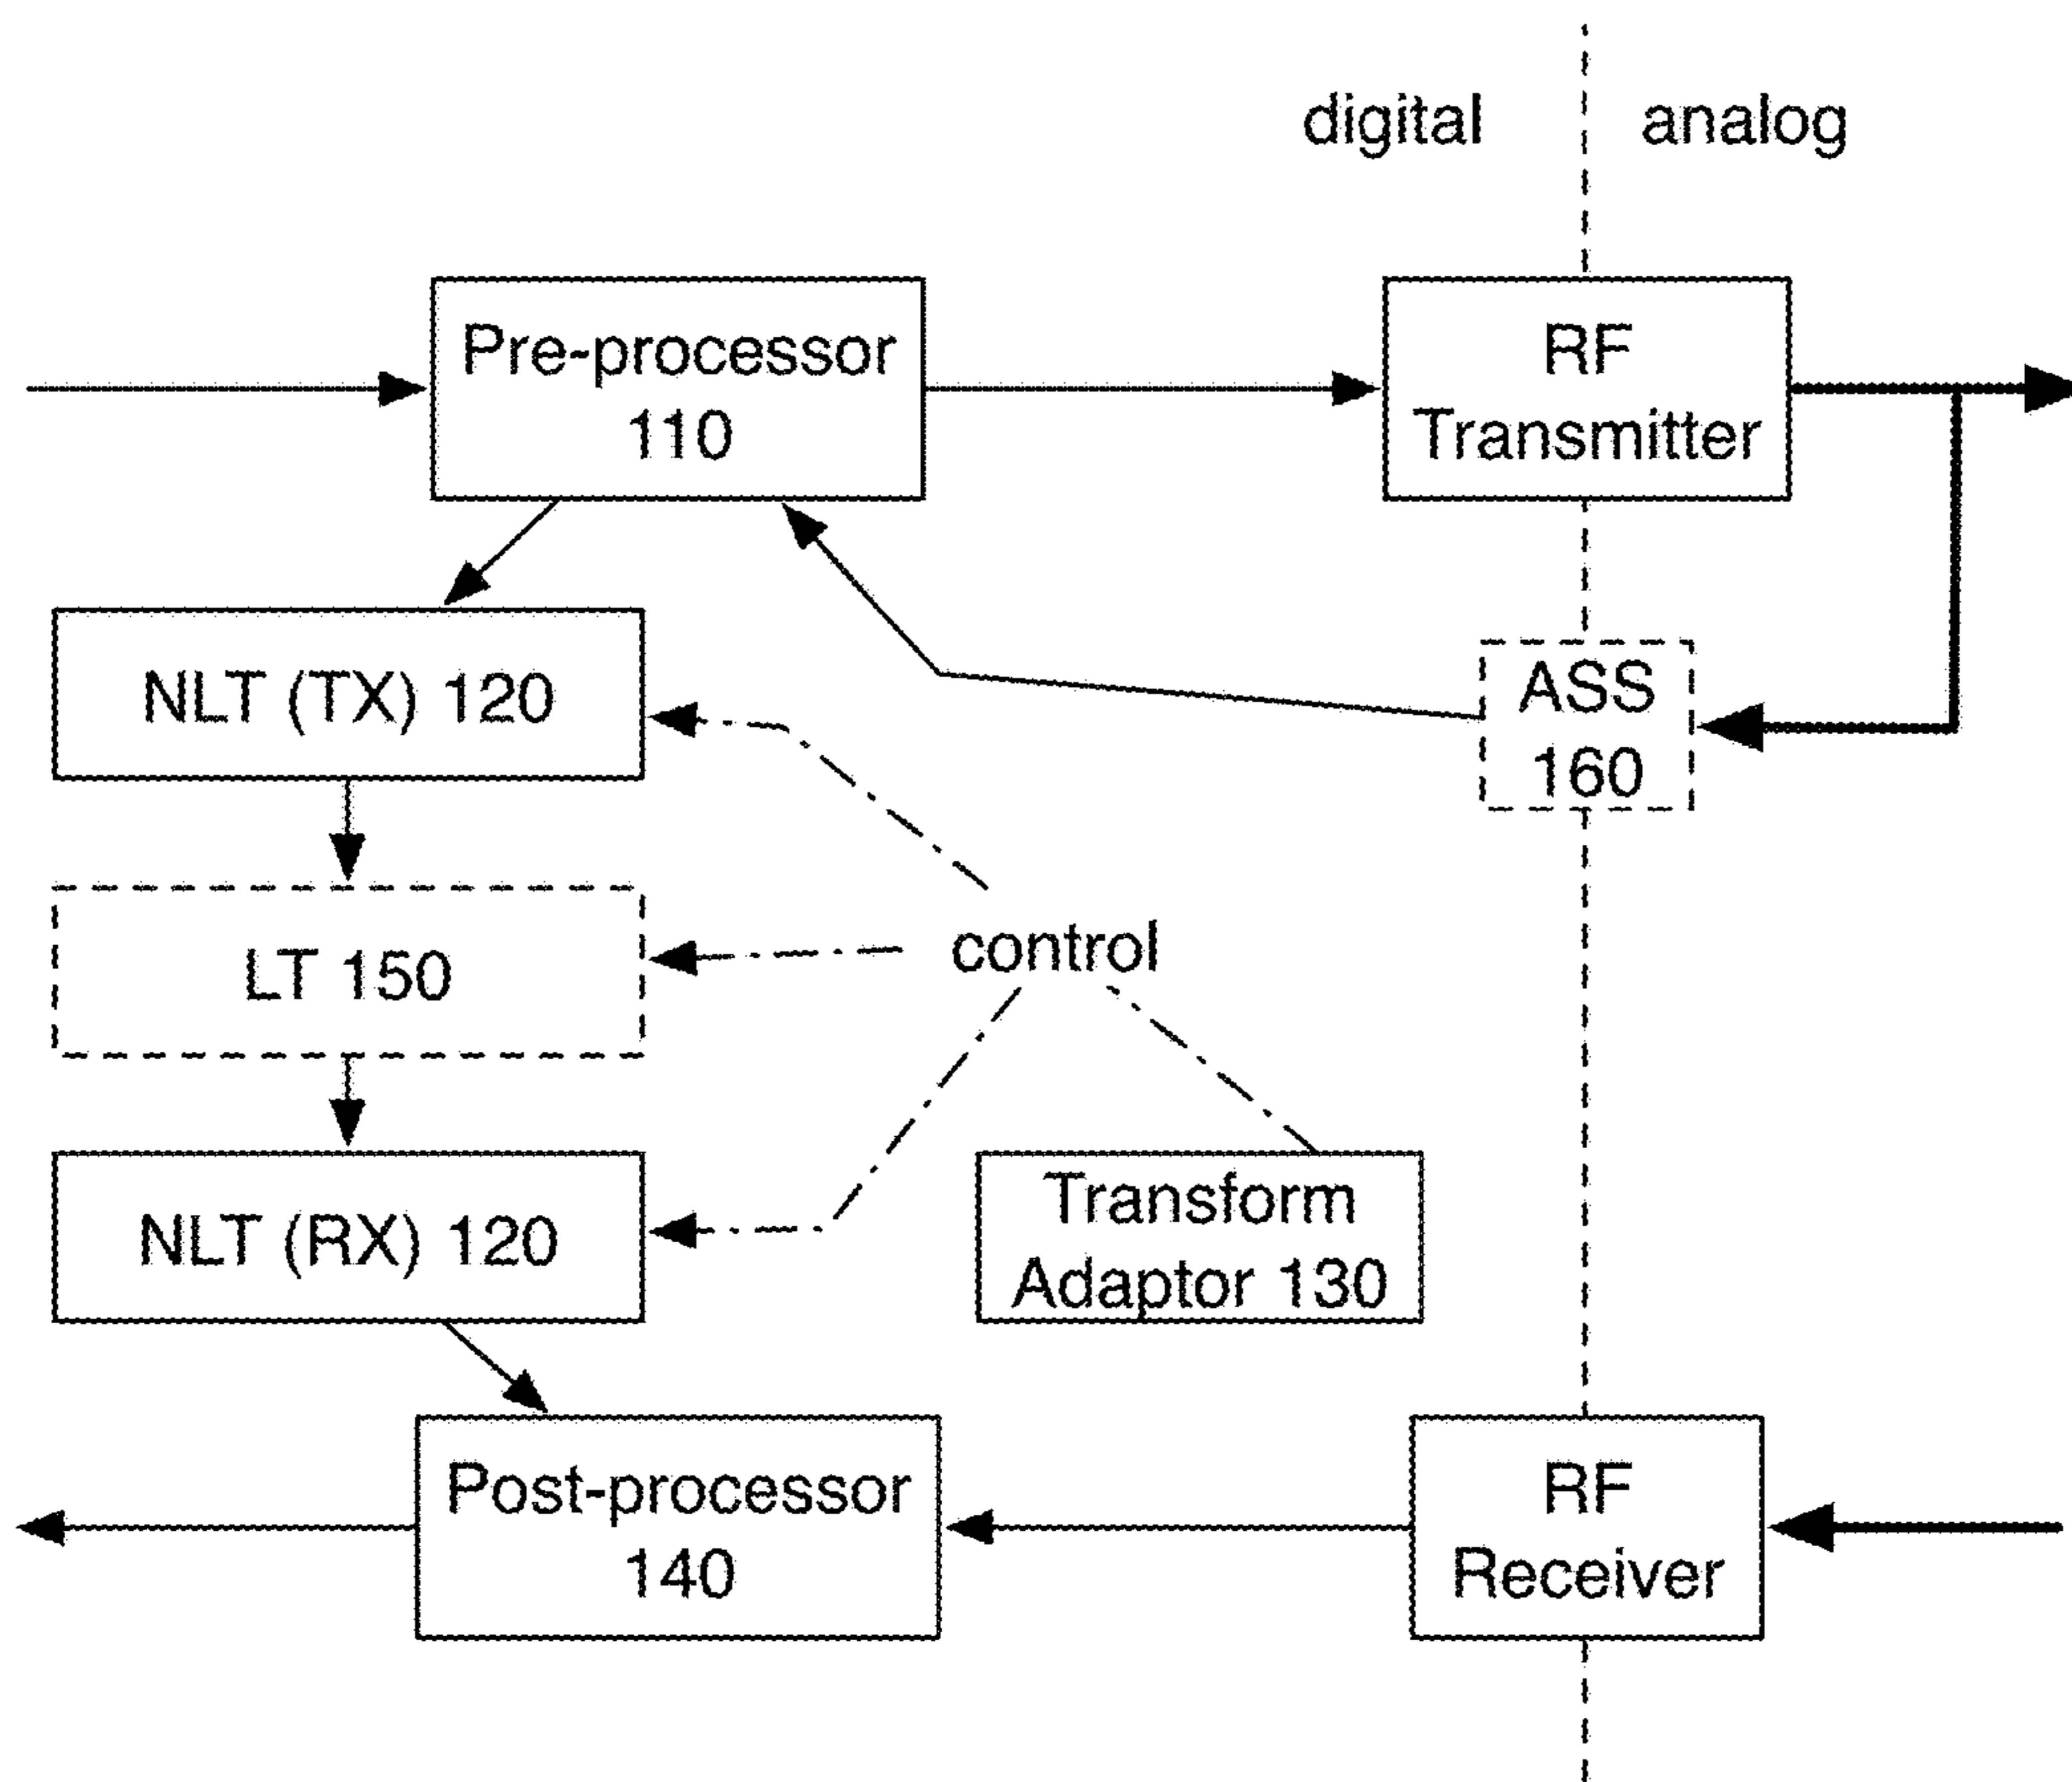 digital
analog
Pre-processor
110
RF
Transmitter
NLT (TX) 120
ASS
160
LT 150
control
NLT (RX) 120
Transform
Adaptor 130
Post-processor
140
RF
Receiver